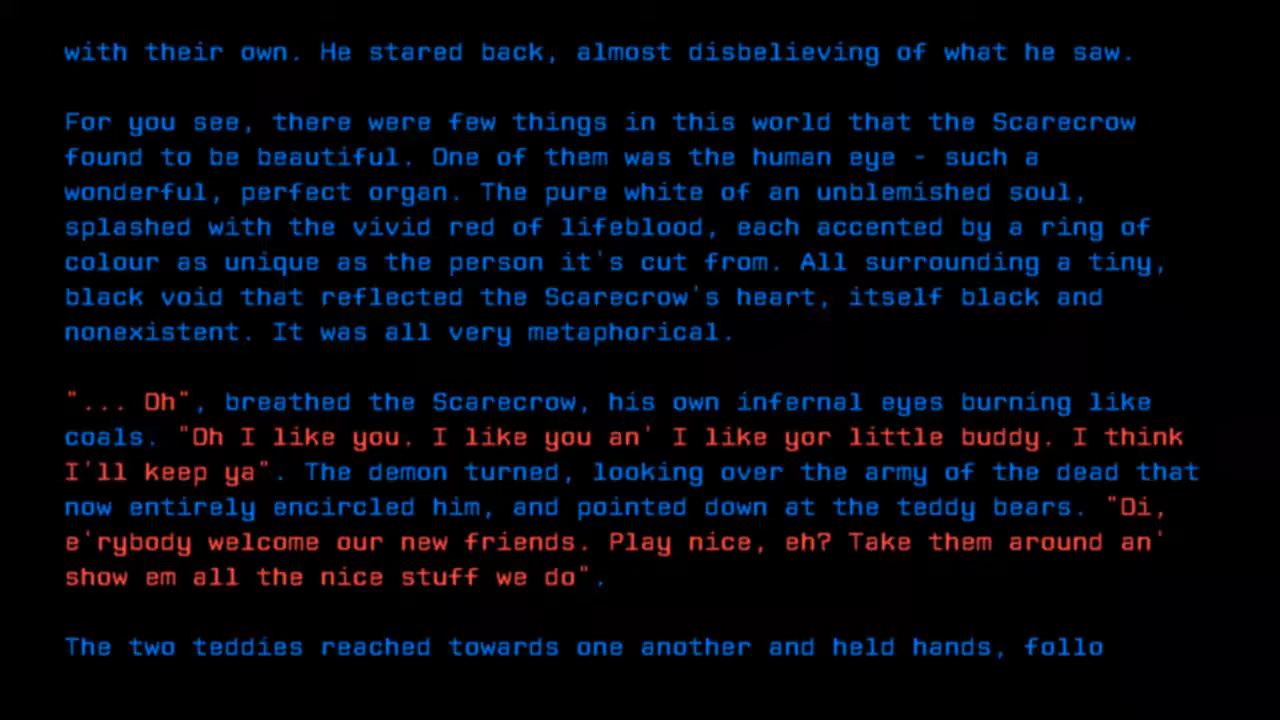 with their own. He stared back, almost disbelieving of what he saw.
For you see, there were few things in this world that the Scarecrow
found to be beautiful. One of them was the human eye - such a
wonderful, perfect organ. The pure white of an unblemished soul,
splashed with the vivid red of lifeblood, each accented by a ring of
colour as unique as the person it's cut from. All surrounding a tiny,
black void that reflected the Scarecrow's heart, itself black and
nonexistent. It was all very metaphorical.
"... Oh", breathed the Scarecrow, his own infernal eyes burning like
coals. "Oh I like you. I like you an' I like yor little buddy. I think
I'll keep ya". The demon turned, looking over the army of the dead that
now entirely encircled him, and pointed down at the teddy bears. "Oi,
e'rybody welcome our new friends. Play nice, eh? Take them around an'
show em all the nice stuff we do".
The two teddies reached towards one another and held hands, follo